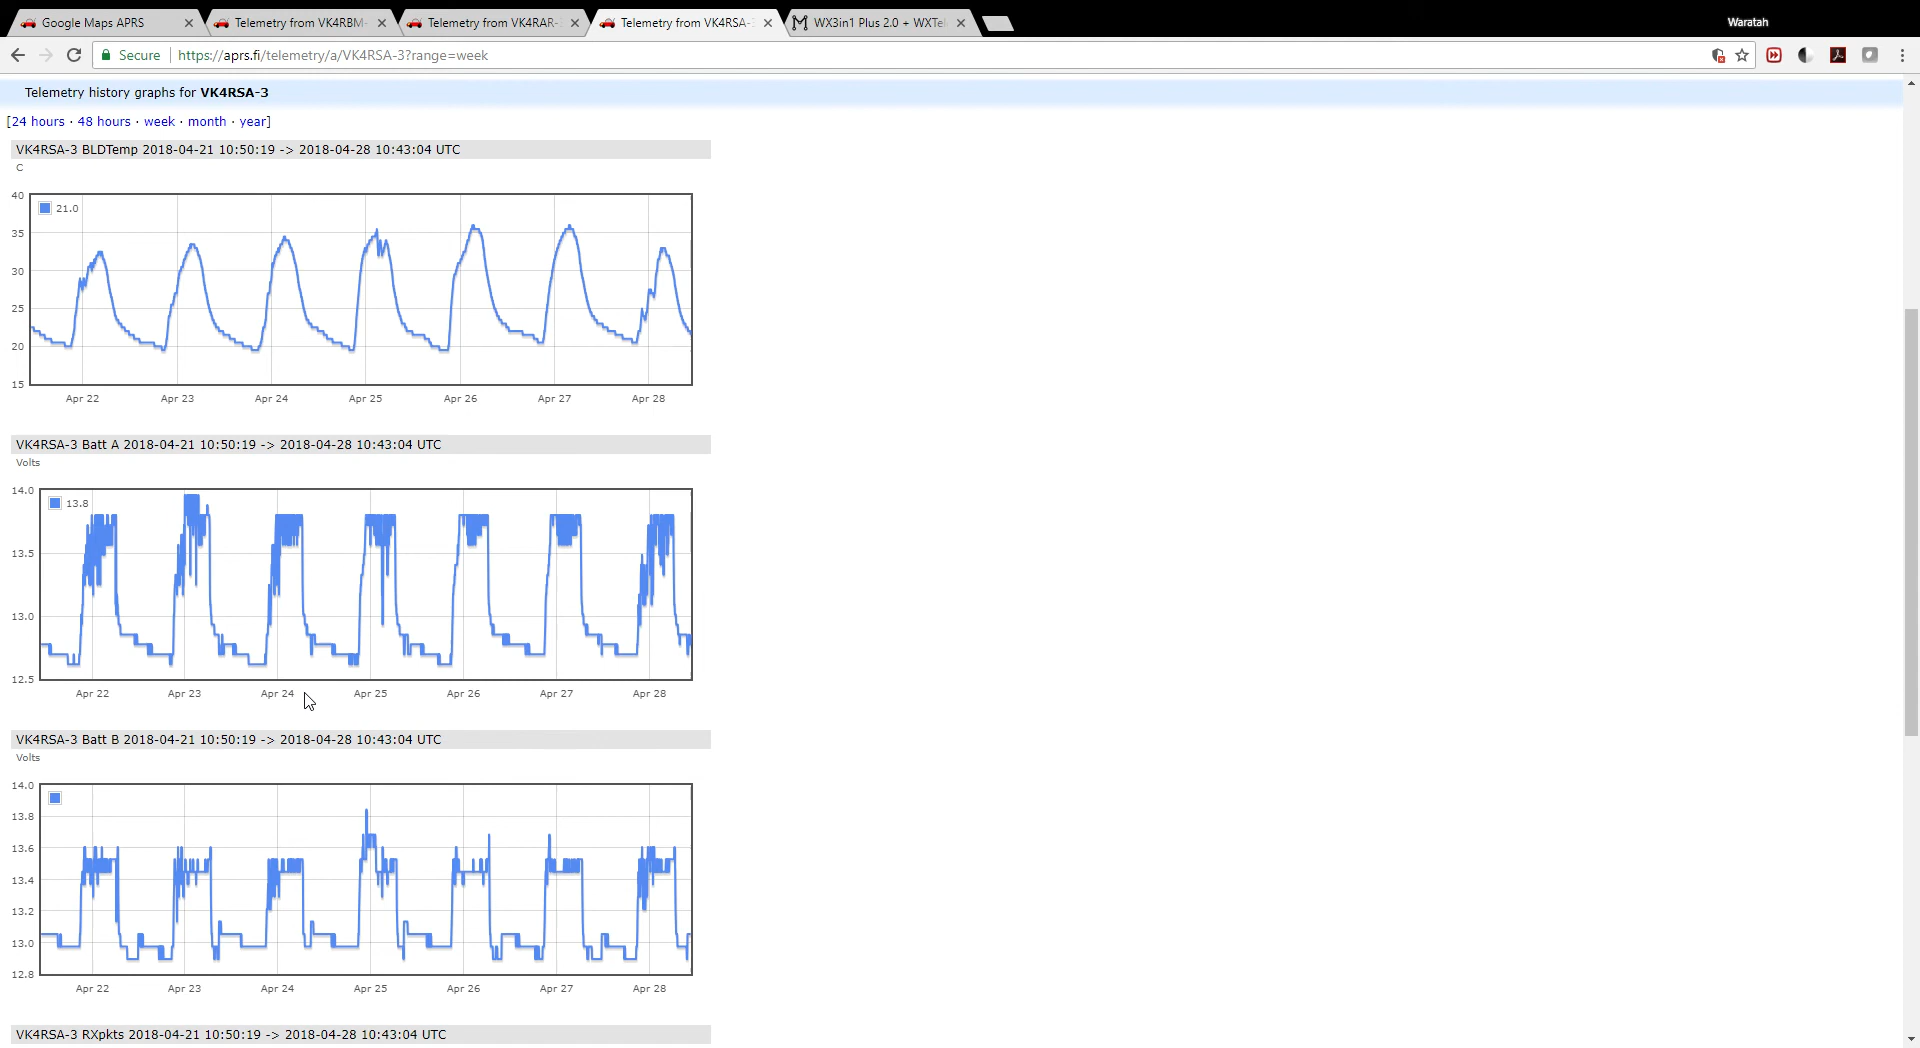 Google Maps APRS
Telemetry from VK4RBM-
Telemetry from VK4RAR-
Telemetry from VK4RSA-
WX3in1 Plus 2.0 + WXTel
Waratah
Secure
https://aprs.fi/telemetry/a/VK4RSA-3?range=week
Telemetry history graphs for VK4RSA-3
[24 hours · 48 hours · week · month · year]
VK4RSA-3 BLDTemp 2018-04-21 10:50:19 -> 2018-04-28 10:43:04 UTC
C
40
21.0
35
30
25
20
15
Apr 22 Apr 23 Apr 24 Apr 25 Apr 26 Apr 27 Apr 28
VK4RSA-3 Batt A 2018-04-21 10:50:19 -> 2018-04-28 10:43:04 UTC
Volts
14.0
13.8
13.5
13.0
12.5
Apr 22 Apr 23 Apr 24 Apr 25 Apr 26 Apr 27 Apr 28
VK4RSA-3 Batt B 2018-04-21 10:50:19 -> 2018-04-28 10:43:04 UTC
Volts
14.0
13.8
13.6
13.4
13.2
13.0
12.8
Apr 22 Apr 23 Apr 24 Apr 25 Apr 26 Apr 27 Apr 28
VK4RSA-3 RXpkts 2018-04-21 10:50:19 -> 2018-04-28 10:43:04 UTC